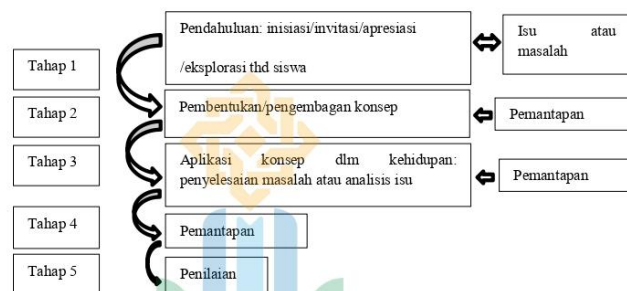 Pendahuluan: inisiasi/invitasi/apresiasi
/eksplorasi thd siswa
Isu atau
masalah
Tahap 1
Tahap 2
Pembentukan/pengembagan konsep
Pemantapan
Tahap 3
Aplikasi konsep dlm kehidupan:
penyelesaian masalah atau analisis isu
Pemantapan
Tahap 4
Pemantapan
Tahap 5
Penilaian